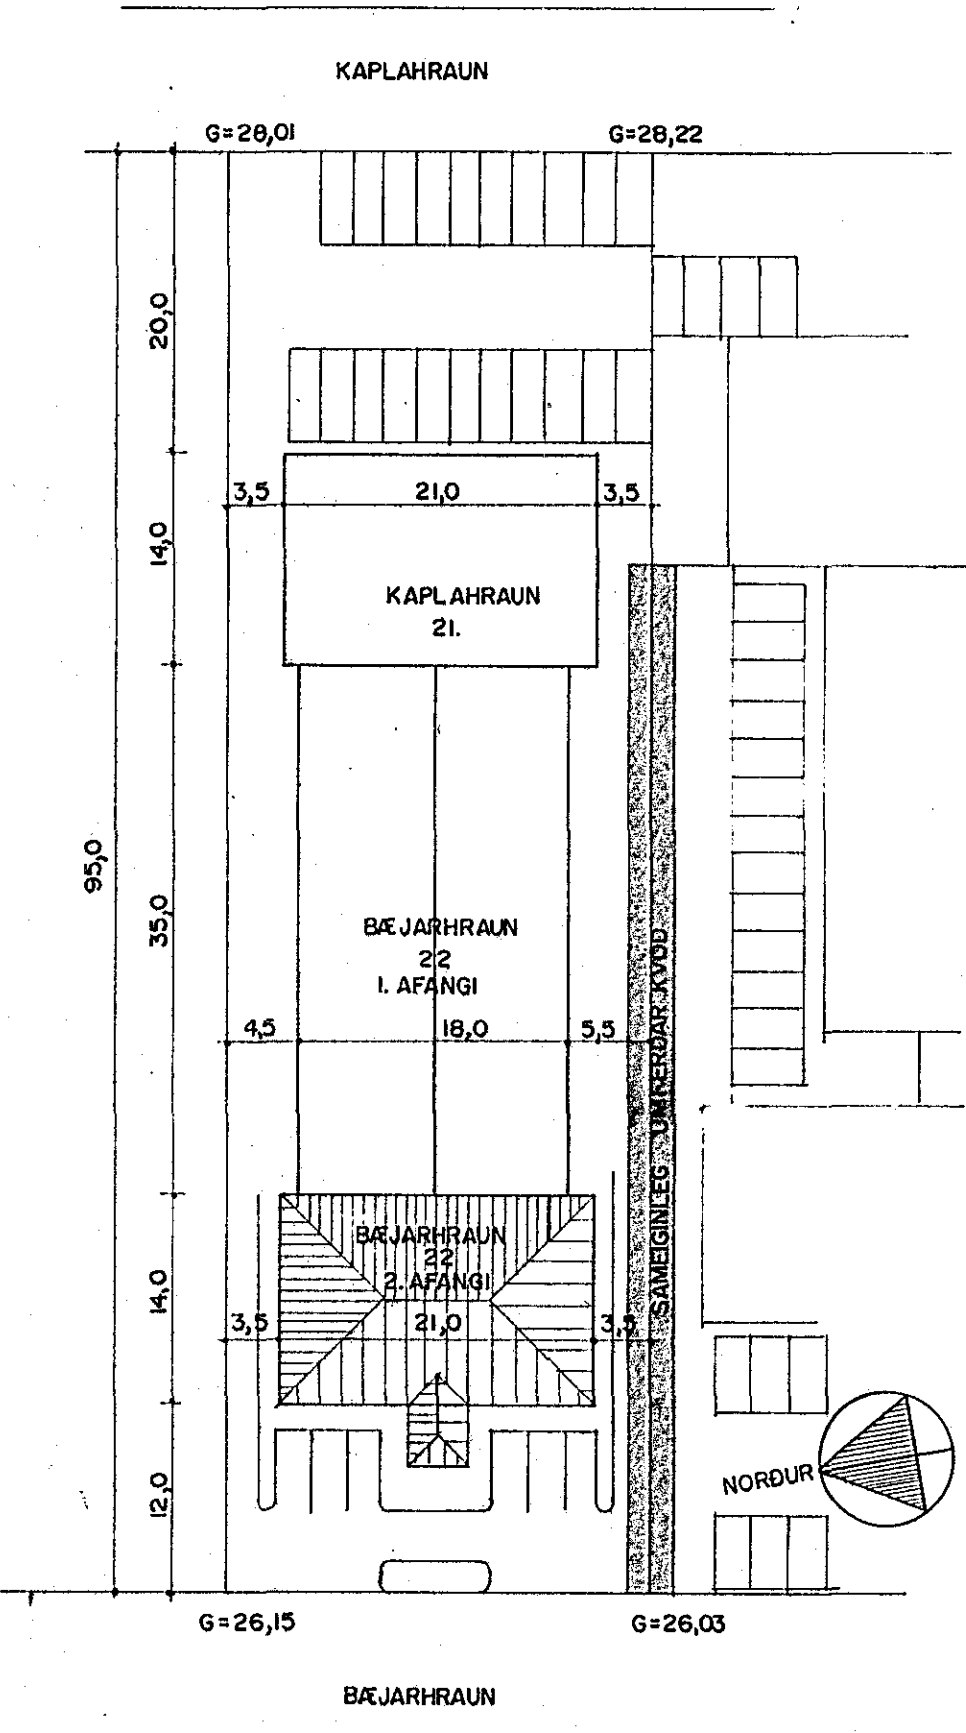 KAPLAHRAUN
G=28,01
G=28,22
20,0
3,5
21,0
3,5
14,0
KAPLAHRAUN
21.
95,0
35,0
BÆJARHRAUN
22
1. AFANGI
4,5
18,0
5,5
SAMEIGINLEG UMFERÐAR KVÖÐ
BÆJARHRAUN
22
2. AFANGI
14,0
3,5
21,0
3,5
NORÐUR
12,0
G=26,15
G=26,03
BÆJARHRAUN